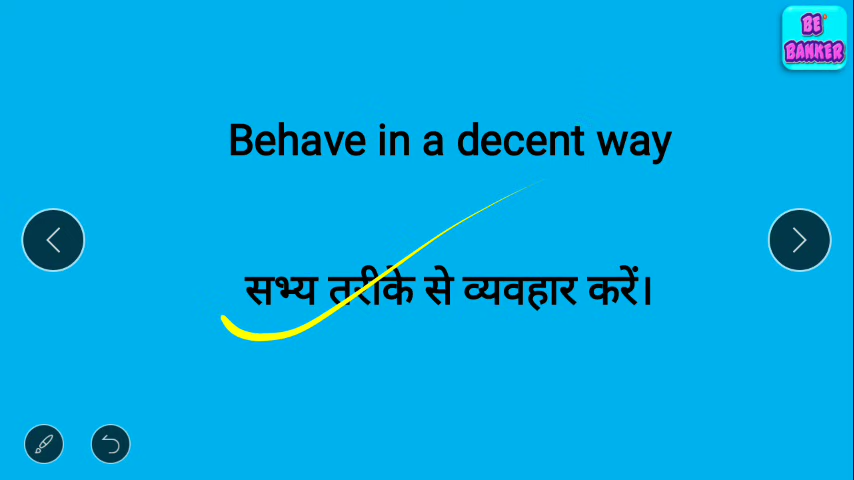 BE
BANKER
Behave in a decent way
सभ्य तरीके से व्यवहार करें।